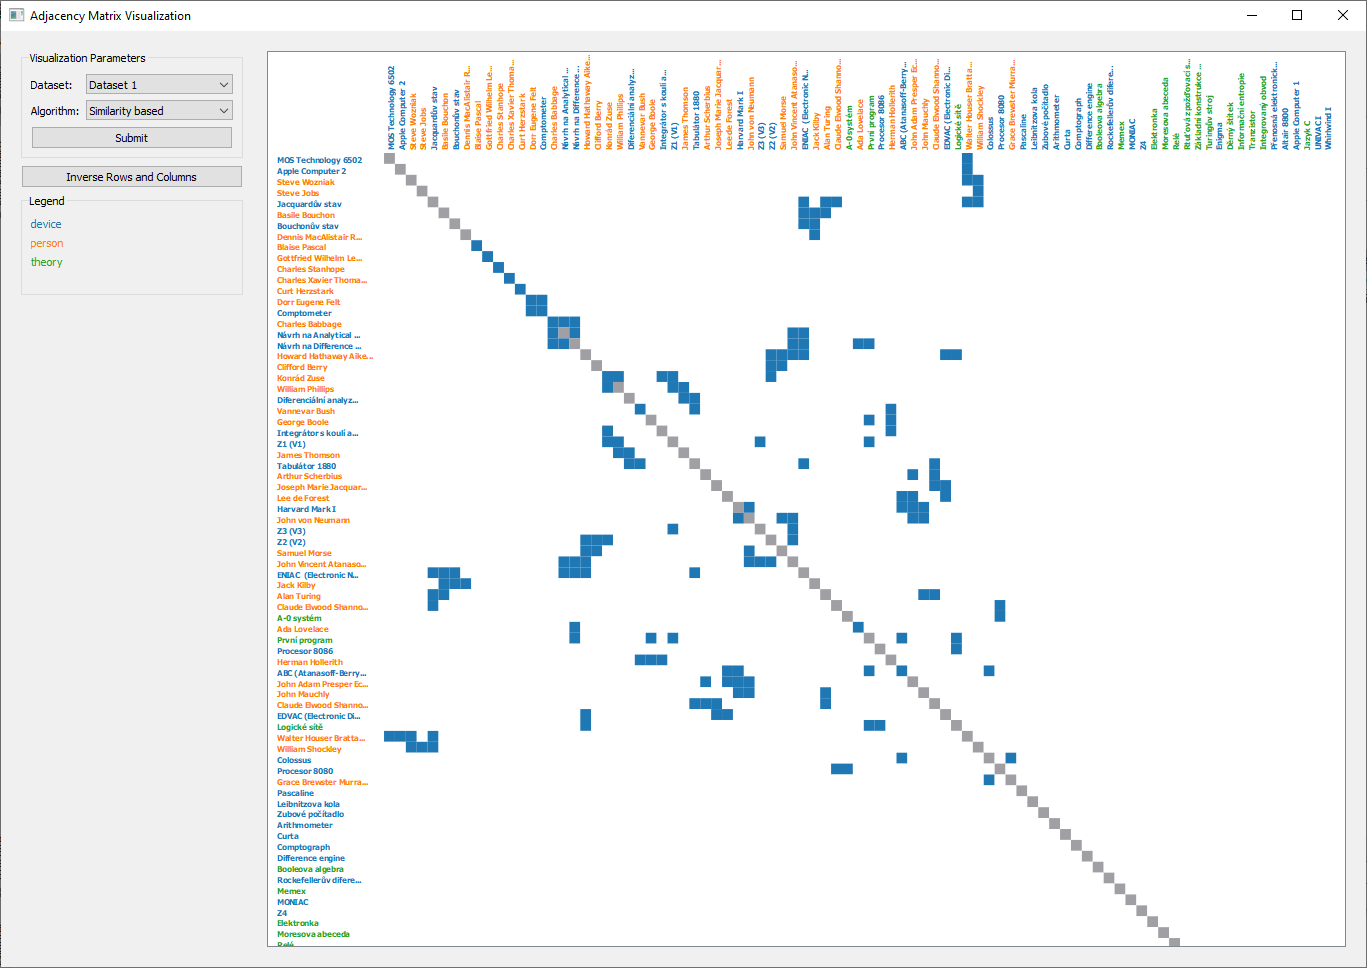 Adjacency Matrix Visualization
Visualization Parameters
Dataset: Dataset 1
Algorithm: Similarity based
Submit
Inverse Rows and Columns
Legend
device
person
theory
MOS Technology 6502
Apple Computer 2
Steve Wozniak
Steve Jobs
Jacquardův stav
Basile Bouchon
Bouchonův stav
Dennis MacAlistair R...
Blaise Pascal
Gottfried Wilhelm Le...
Charles Stanhope
Charles Xavier Thoma...
Curt Herzstark
Dorr Eugene Felt
Comptometer
Charles Babbage
Návrh na Analytical ...
Návrh na Difference ...
Howard Hathaway Aike...
Clifford Berry
Konrád Zuse
William Phillips
Diferenciální analyz...
Vannevar Bush
George Boole
Integrátor s koulí a...
Z1 (V1)
James Thomson
Tabulátor 1880
Arthur Scherbius
Joseph Marie Jacquar...
Lee de Forest
Harvard Mark I
John von Neumann
Z3 (V3)
Z2 (V2)
Samuel Morse
John Vincent Atanaso...
ENIAC (Electronic N...
Jack Kilby
Alan Turing
Claude Elwood Shanno...
A-0 systém
Ada Lovelace
První program
Procesor 8086
Herman Hollerith
ABC (Atanasoff-Berry...
John Adam Presper Ec...
John Mauchly
Claude Elwood Shanno...
EDVAC (Electronic Di...
Logické sítě
Walter Houser Bratta...
William Shockley
Colossus
Procesor 8080
Grace Brewster Murra...
Pascaline
Leibnitzova kola
Zubové počítadlo
Arithmometer
Curta
Comptograph
Difference engine
Booleova algebra
Rockefellerův difere...
Memex
MONIAC
Z4
Elektronka
Moresova abeceda
Relé
Rtťová zpožďovací s...
Základní konstrukce ...
Turingův stroj
Enigma
Děrný štítek
Informační entropie
Tranzistor
Integrovaný obvod
Přenosná elektronick...
Altair 8800
Apple Computer 1
Jazyk C
UNIVAC I
Whirlwind I
MOS Technology 6502
Apple Computer 2
Steve Wozniak
Steve Jobs
Jacquardův stav
Basile Bouchon
Bouchonův stav
Dennis MacAlistair R...
Blaise Pascal
Gottfried Wilhelm Le...
Charles Stanhope
Charles Xavier Thoma...
Curt Herzstark
Dorr Eugene Felt
Comptometer
Charles Babbage
Návrh na Analytical ...
Návrh na Difference ...
Howard Hathaway Aike...
Clifford Berry
Konrád Zuse
William Phillips
Diferenciální analyz...
Vannevar Bush
George Boole
Integrátor s koulí a...
Z1 (V1)
James Thomson
Tabulátor 1880
Arthur Scherbius
Joseph Marie Jacquar...
Lee de Forest
Harvard Mark I
John von Neumann
Z3 (V3)
Z2 (V2)
Samuel Morse
John Vincent Atanaso...
ENIAC (Electronic N...
Jack Kilby
Alan Turing
Claude Elwood Shanno...
A-0 systém
Ada Lovelace
První program
Procesor 8086
Herman Hollerith
ABC (Atanasoff-Berry...
John Adam Presper Ec...
John Mauchly
Claude Elwood Shanno...
EDVAC (Electronic Di...
Logické sítě
Walter Houser Bratta...
William Shockley
Colossus
Procesor 8080
Grace Brewster Murra...
Pascaline
Leibnitzova kola
Zubové počítadlo
Arithmometer
Curta
Comptograph
Difference engine
Booleova algebra
Rockefellerův difere...
Memex
MONIAC
Z4
Elektronka
Moresova abeceda
Relé